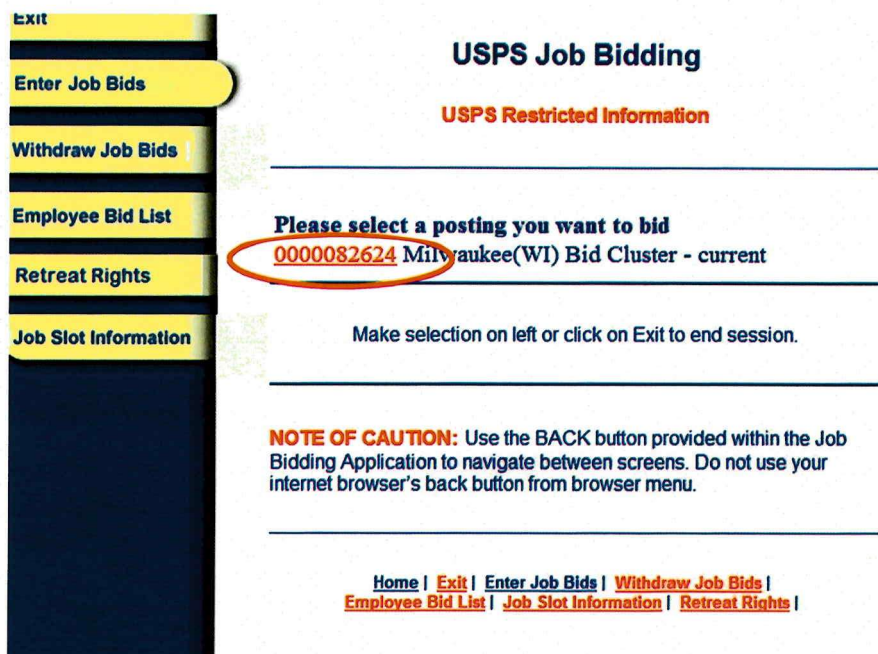 Exit
Enter Job Bids
Withdraw Job Bids
Employee Bid List
Retreat Rights
Job Slot Information
USPS Job Bidding
USPS Restricted Information
Please select a posting you want to bid
0000082624 Milwaukee(WI) Bid Cluster - current
Make selection on left or click on Exit to end session.
NOTE OF CAUTION: Use the BACK button provided within the Job
Bidding Application to navigate between screens. Do not use your
internet browser's back button from browser menu.
Home | Exit | Enter Job Bids | Withdraw Job Bids |
Employee Bid List | Job Slot Information | Retreat Rights |